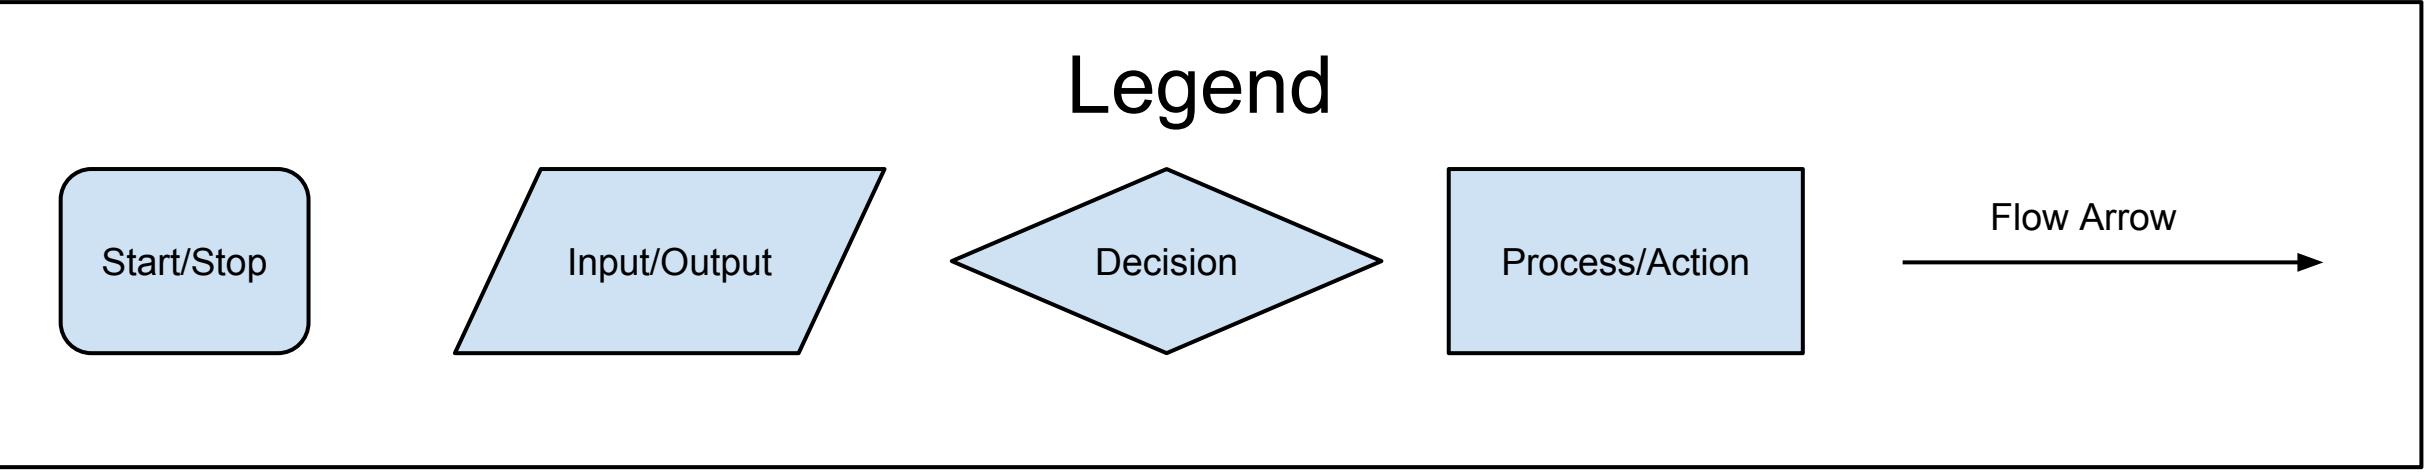 Legend
Start/Stop
Input/Output
Decision
Process/Action
Flow Arrow